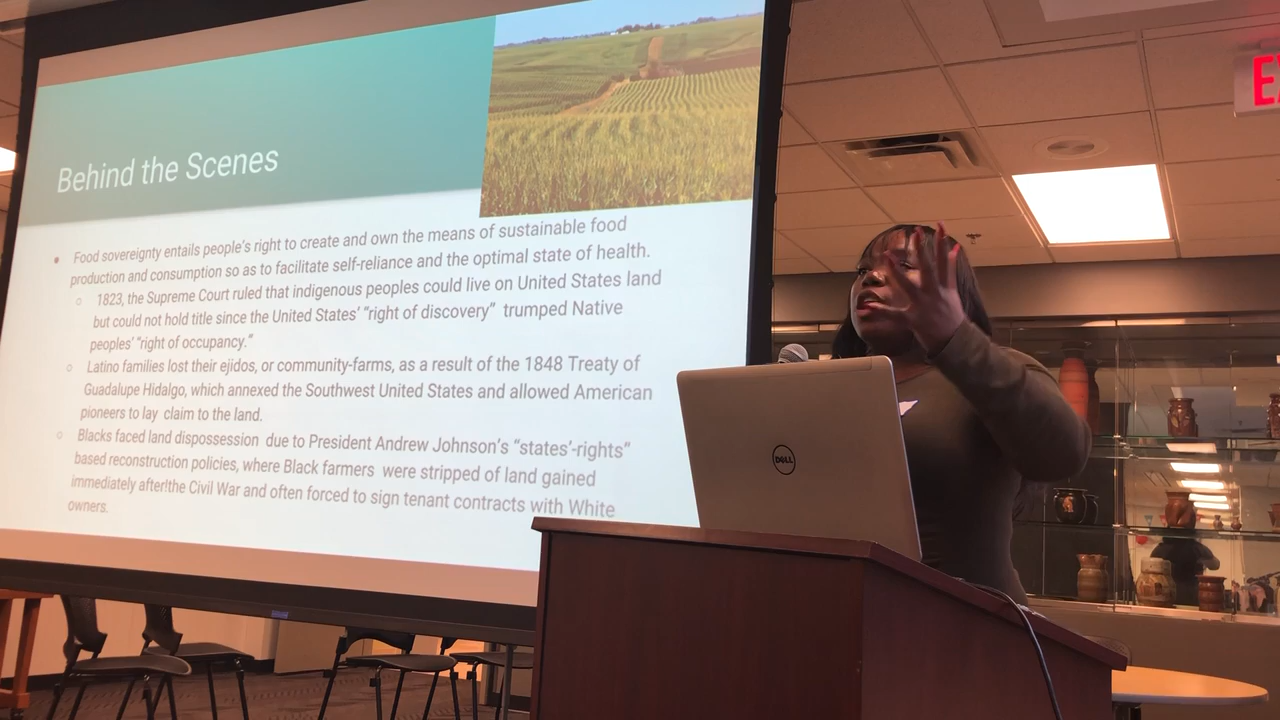 Behind the Scenes
Food sovereignty entails people's right to create and own the means of sustainable food
production and consumption so as to facilitate self-reliance and the optimal state of health.
1823, the Supreme Court ruled that indigenous peoples could live on United States land
but could not hold title since the United States' "right of discovery" trumped Native
peoples' "right of occupancy."
Latino families lost their ejidos, or community-farms, as a result of the 1848 Treaty of
Guadalupe Hidalgo, which annexed the Southwest United States and allowed American
pioneers to lay claim to the land.
Blacks faced land dispossession due to President Andrew Johnson's "states'-rights"
based reconstruction policies, where Black farmers were stripped of land gained
immediately after!the Civil War and often forced to sign tenant contracts with White
owners.
DELL